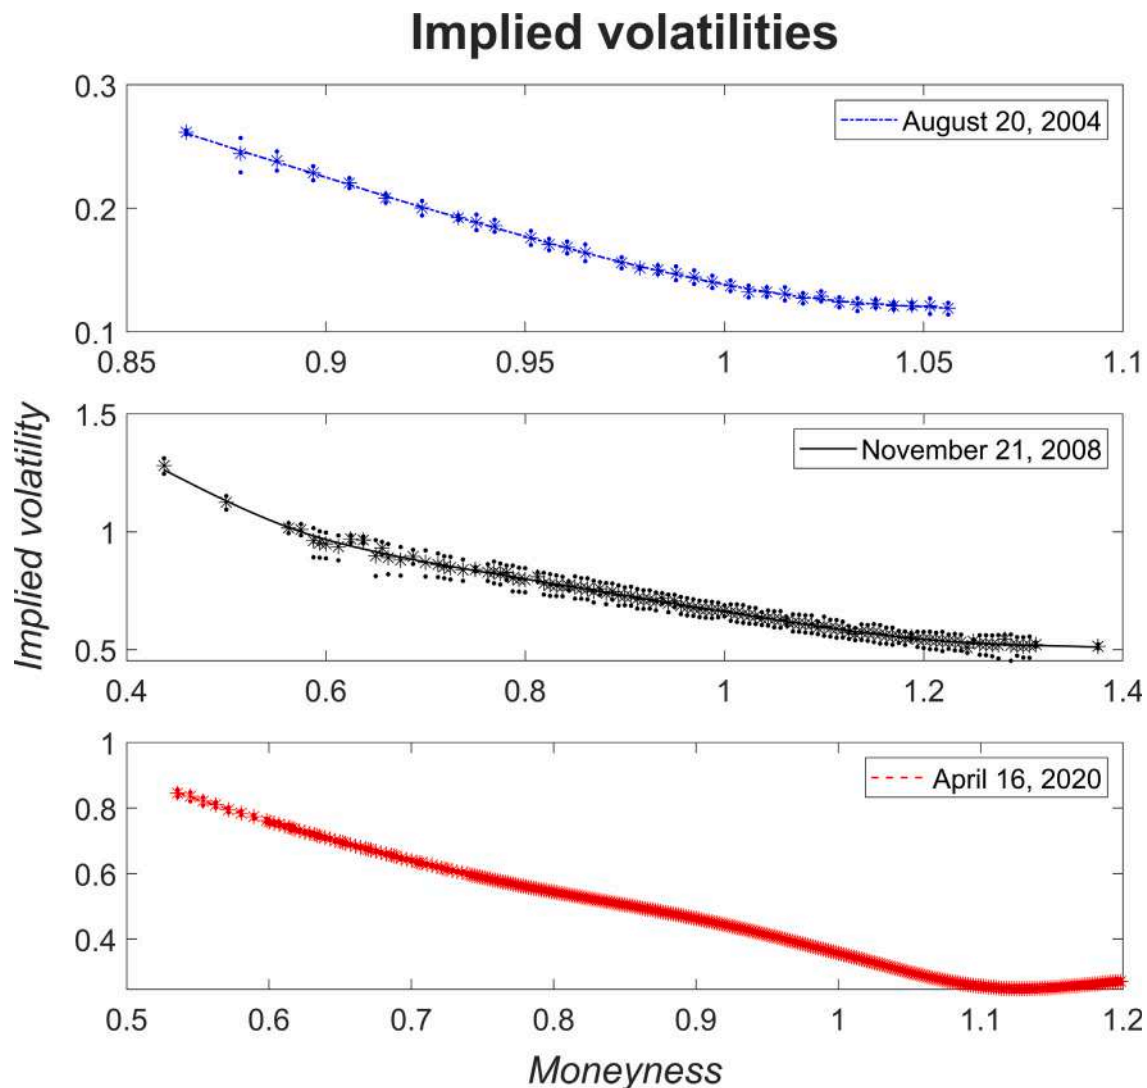 Implied volatilities
0.3
0.2
0.1
August 20, 2004
0.85 0.9 0.95 1 1.05 1.1
1.5
1
0.5
November 21, 2008
0.4 0.6 0.8 1 1.2 1.4
Implied volatility
1
0.8
0.6
0.4
April 16, 2020
0.5 0.6 0.7 0.8 0.9 1 1.1 1.2
Moneyness